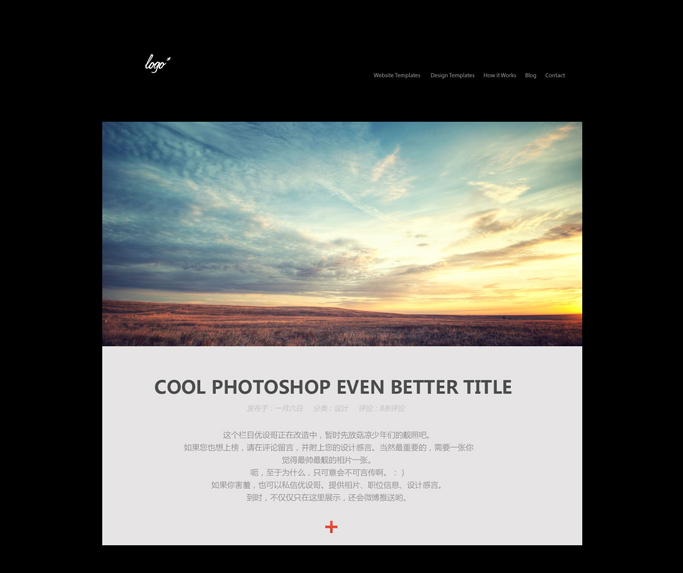 logo
Website Templates Design Templates How it Works Blog Contact
COOL PHOTOSHOP EVEN BETTER TITLE
发布于：一月六日 分类：设计 评论：8条评论
这个栏目优设哥正在改造中，暂时先放菇凉少年们的靓照吧。
如果您也想上榜，请在评论留言，并附上您的设计感言。当然最重要的，需要一张你
觉得最帅最靓的相片一张。
呃，至于为什么，只可意会不可言传啊。：）
如果你害羞，也可以私信优设哥。提供相片、职位信息、设计感言。
到时，不仅仅只在这里展示，还会微博推送哟。